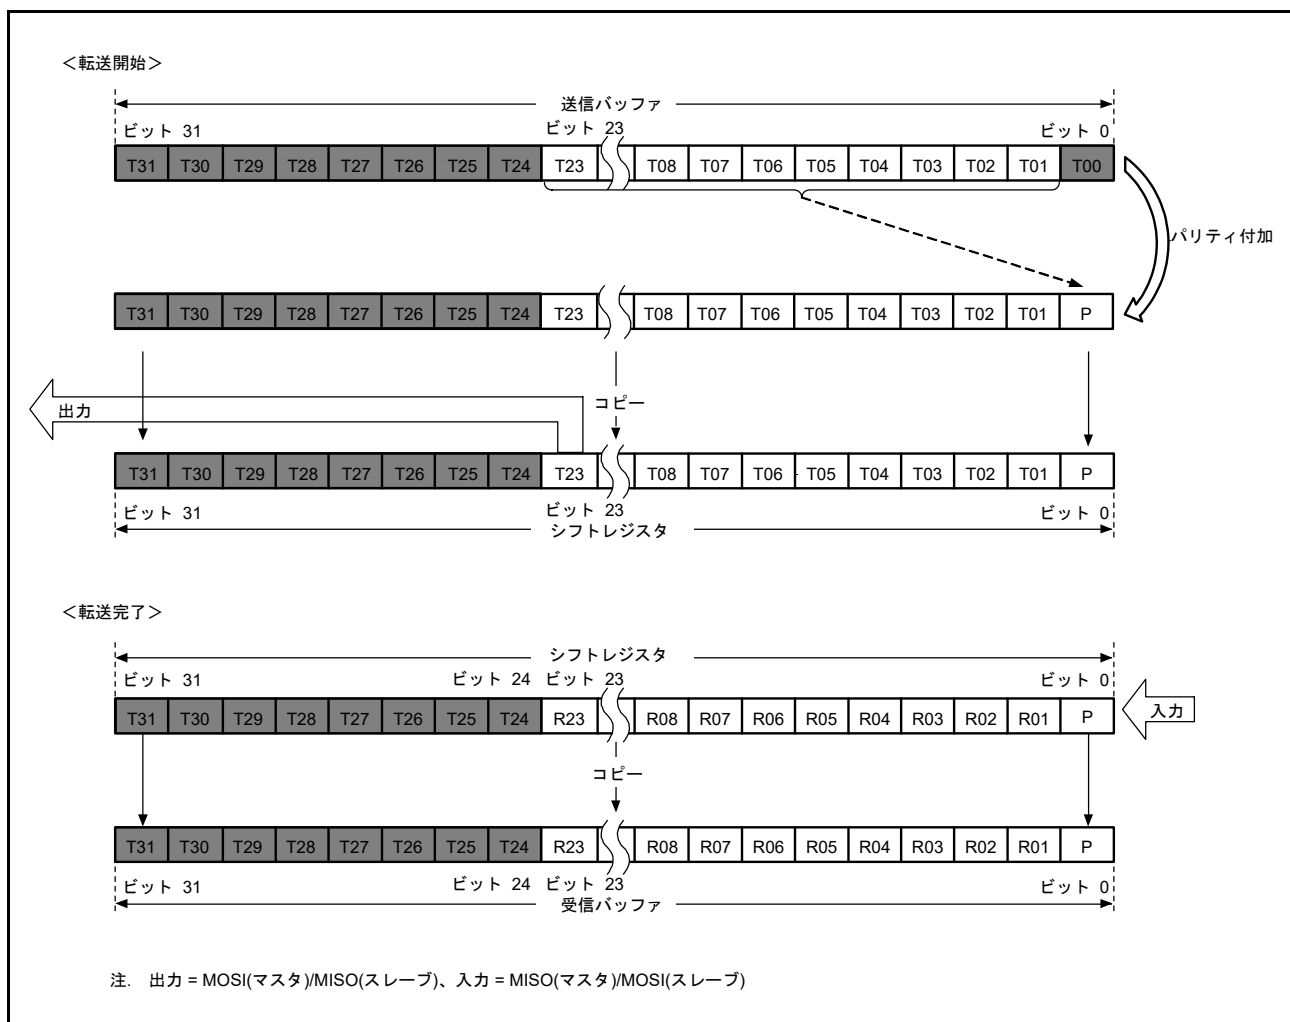 ＜転送開始＞
送信バッファ
ビット 31 ビット 23 ビット 0
T31 T30 T29 T28 T27 T26 T25 T24 T23 T08 T07 T06 T05 T04 T03 T02 T01 T00
パリティ付加
T31 T30 T29 T28 T27 T26 T25 T24 T23 T08 T07 T06 T05 T04 T03 T02 T01 P
コピー
出力
T31 T30 T29 T28 T27 T26 T25 T24 T23 T08 T07 T06 T05 T04 T03 T02 T01 P
ビット 31 ビット 23 ビット 0
シフトレジスタ
＜転送完了＞
シフトレジスタ
ビット 31 ビット 24 ビット 23 ビット 0
T31 T30 T29 T28 T27 T26 T25 T24 R23 R08 R07 R06 R05 R04 R03 R02 R01 P
入力
コピー
T31 T30 T29 T28 T27 T26 T25 T24 R23 R08 R07 R06 R05 R04 R03 R02 R01 P
ビット 31 ビット 24 ビット 23 ビット 0
受信バッファ
注. 出力 = MOSI(マスタ)/MISO(スレーブ)、入力 = MISO(マスタ)/MOSI(スレーブ)